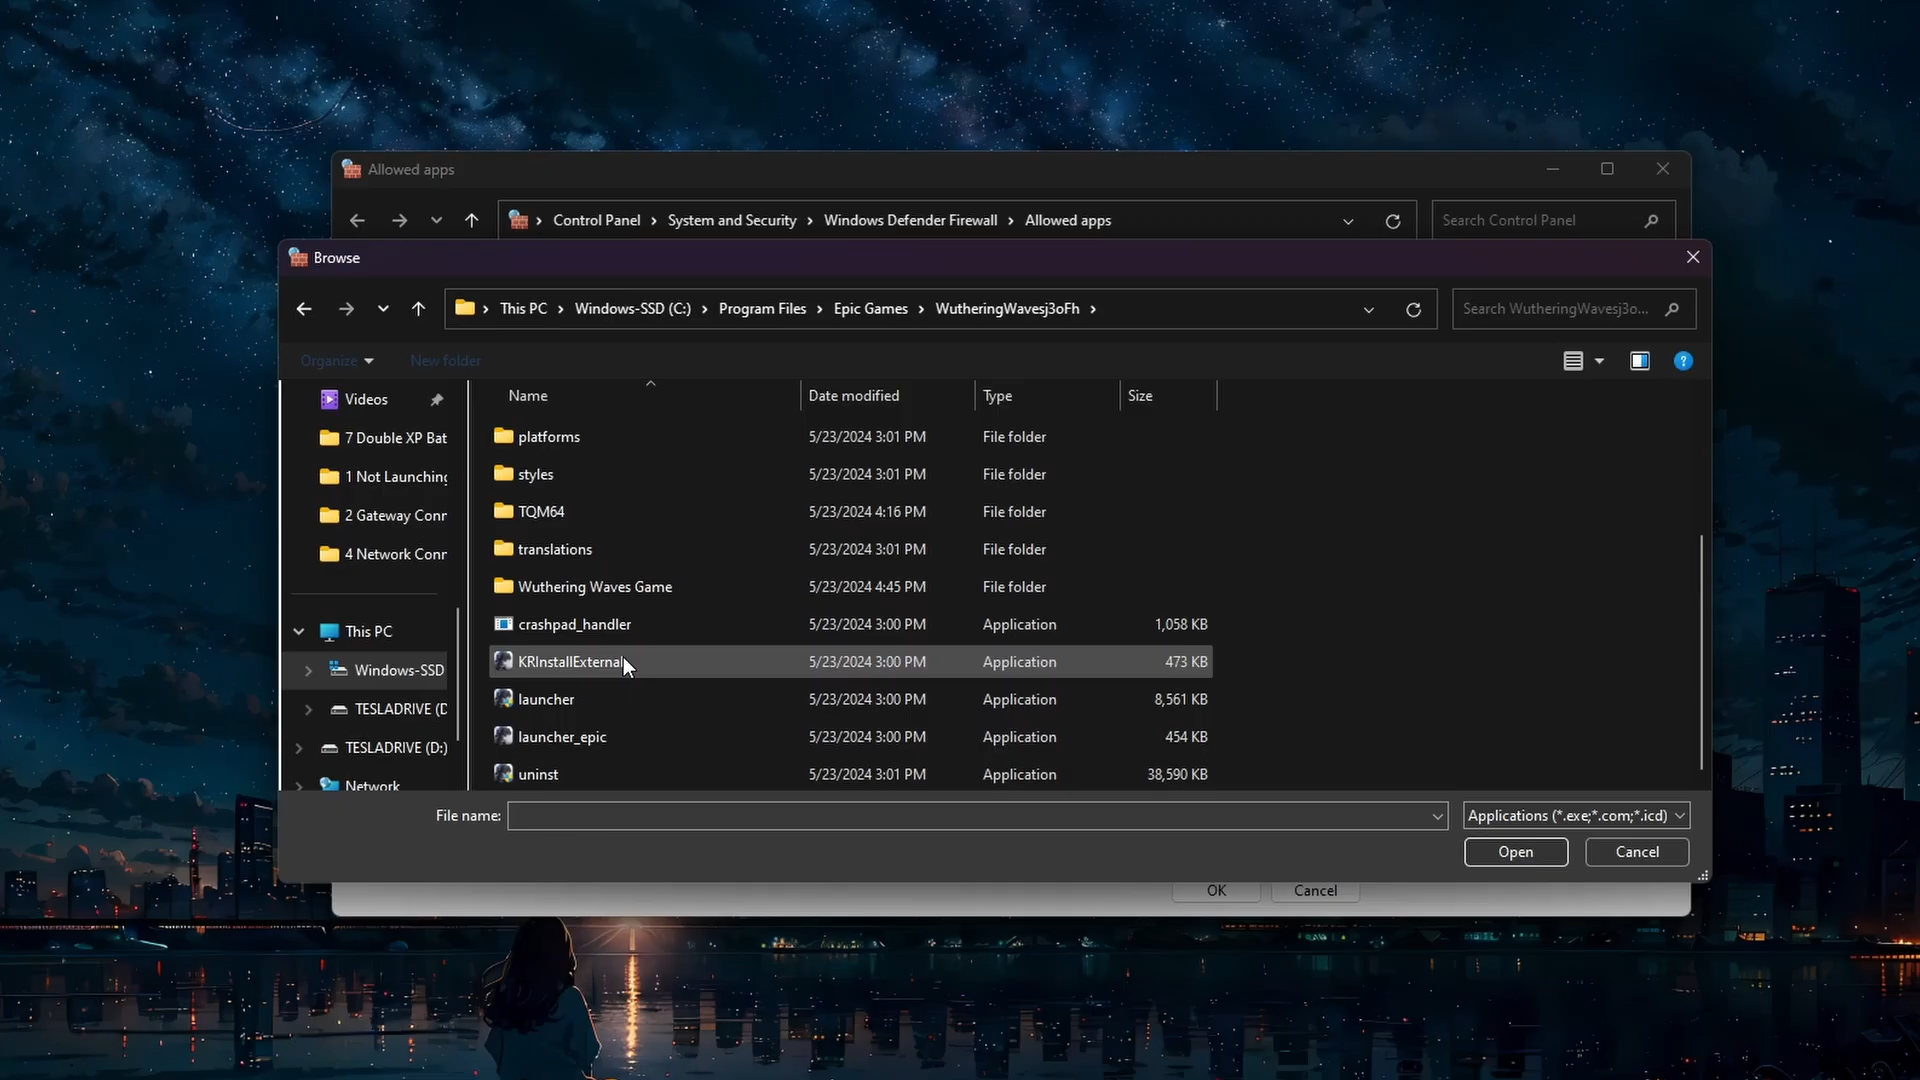 Allowed apps
Control Panel > System and Security > Windows Defender Firewall > Allowed apps
Search Control Panel
Browse
This PC > Windows-SSD (C:) > Program Files > Epic Games > WutheringWavesj3oFh >
Search WutheringWavesj3o...
Organize
New folder
Name Date modified Type Size
Videos
7 Double XP Bat
1 Not Launching
2 Gateway Conn
4 Network Conn
This PC
Windows-SSD
TESLADRIVE (D
TESLADRIVE (D:)
Network
platforms 5/23/2024 3:01 PM File folder
styles 5/23/2024 3:01 PM File folder
TQM64 5/23/2024 4:16 PM File folder
translations 5/23/2024 3:01 PM File folder
Wuthering Waves Game 5/23/2024 4:45 PM File folder
crashpad_handler 5/23/2024 3:00 PM Application 1,058 KB
KRInstallExternal 5/23/2024 3:00 PM Application 473 KB
launcher 5/23/2024 3:00 PM Application 8,561 KB
launcher_epic 5/23/2024 3:00 PM Application 454 KB
uninst 5/23/2024 3:01 PM Application 38,590 KB
File name:
Applications (*.exe;*.com;*.icd)
Open Cancel
OK Cancel